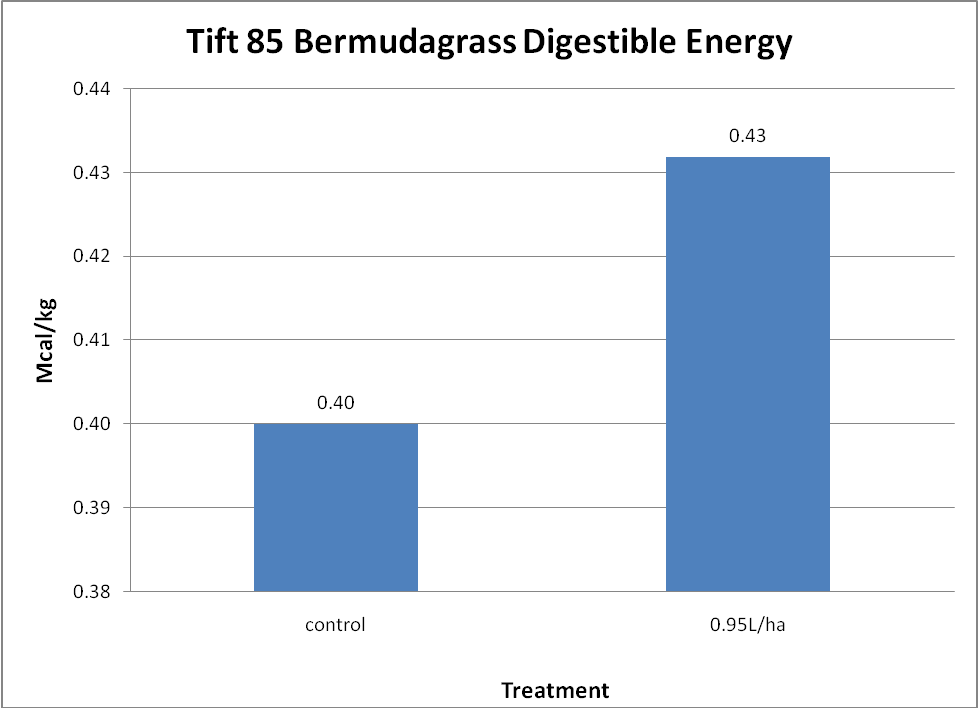 Tift 85 Bermudagrass Digestible Energy
0.44
0.43
0.42
0.41
0.40
0.39
0.38
Mcal/kg
0.40
0.43
control
0.95L/ha
Treatment